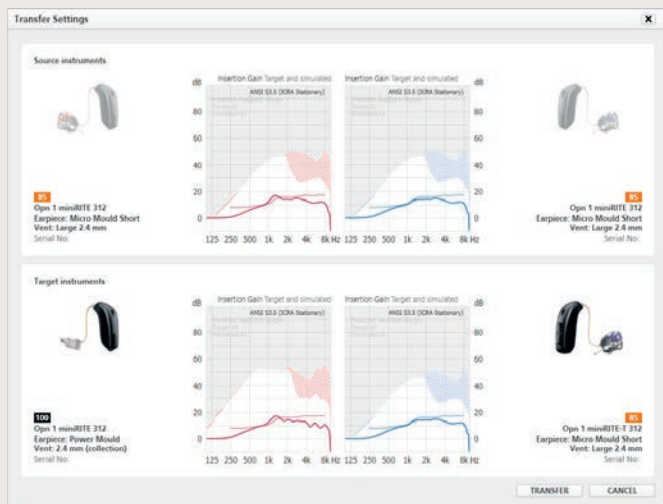 Transfer Settings
Source instruments
Insertion Gain Target and simulated
dB
ANSI S3.5 (ICRA Stationary)
80
60
40
20
0
125 250 500 1k 2k 4k 8k Hz
Insertion Gain Target and simulated
dB
ANSI S3.5 (ICRA Stationary)
80
60
40
20
0
125 250 500 1k 2k 4k 8k Hz
85
Opn 1 miniRITE 312
Earpiece: Micro Mould Short
Vent: Large 2.4 mm
Serial No:
85
Opn 1 miniRITE 312
Earpiece: Micro Mould Short
Vent: Large 2.4 mm
Serial No:
Target instruments
Insertion Gain Target and simulated
dB
ANSI S3.5 (ICRA Stationary)
80
60
40
20
0
125 250 500 1k 2k 4k 8k Hz
Insertion Gain Target and simulated
dB
ANSI S3.5 (ICRA Stationary)
80
60
40
20
0
125 250 500 1k 2k 4k 8k Hz
100
Opn 1 miniRITE 312
Earpiece: Power Mould
Vent: 2.4 mm (collection)
Serial No:
85
Opn 1 miniRITE-T 312
Earpiece: Micro Mould Short
Vent: Large 2.4 mm
Serial No:
TRANSFER
CANCEL